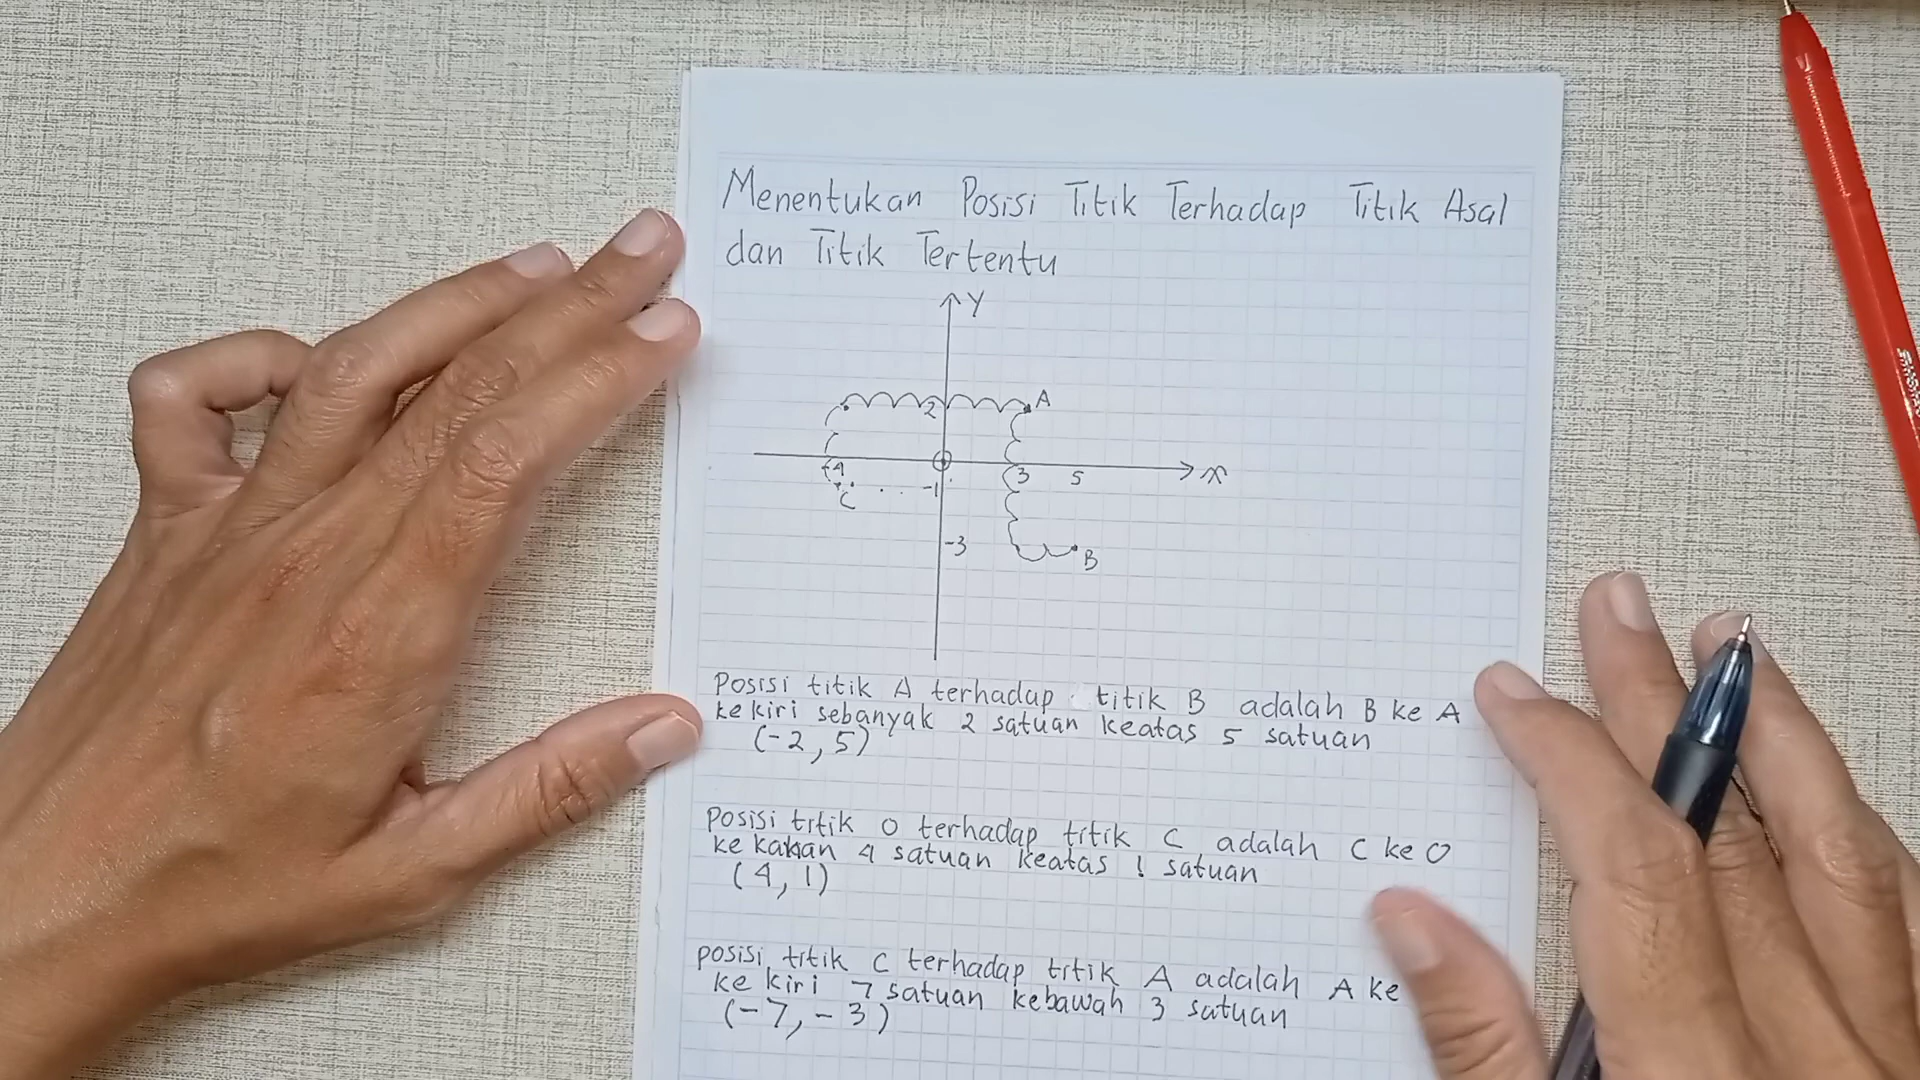 Menentukan Posisi Titik Terhadap Titik Asal
dan Titik Tertentu
Y
A
2
-4
3
5
X
C
-1
-3
B
Posisi titik A terhadap titik B adalah B ke A
ke kiri sebanyak 2 satuan keatas 5 satuan
(-2, 5)
Posisi titik O terhadap titik C adalah C ke O
ke kanan 4 satuan keatas 1 satuan
(4, 1)
posisi titik C terhadap titik A adalah A ke
ke kiri 7 satuan kebawah 3 satuan
(-7, -3)